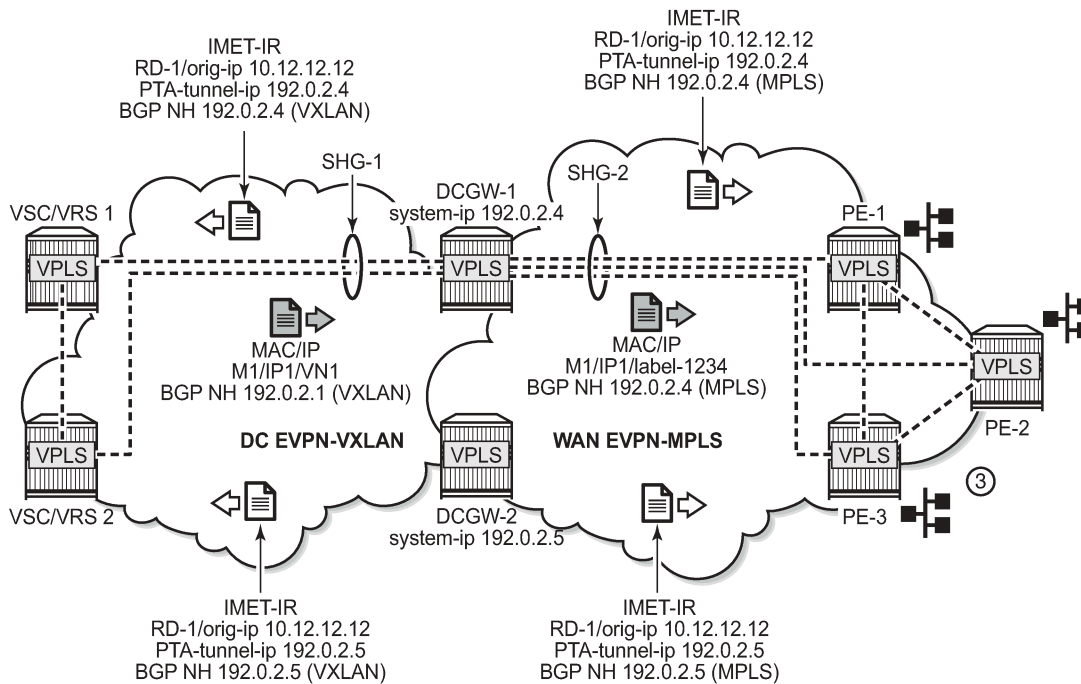 IMET-IR
RD-1/orig-ip 10.12.12.12
PTA-tunnel-ip 192.0.2.4
BGP NH 192.0.2.4 (VXLAN)
IMET-IR
RD-1/orig-ip 10.12.12.12
PTA-tunnel-ip 192.0.2.4
BGP NH 192.0.2.4 (MPLS)
SHG-1
SHG-2
VSC/VRS 1
DCGW-1
system-ip 192.0.2.4
PE-1
VPLS
VPLS
VPLS
MAC/IP
M1/IP1/VN1
BGP NH 192.0.2.1 (VXLAN)
MAC/IP
M1/IP1/label-1234
BGP NH 192.0.2.4 (MPLS)
VPLS
PE-2
DC EVPN-VXLAN
WAN EVPN-MPLS
VPLS
VPLS
VPLS
3
VSC/VRS 2
DCGW-2
system-ip 192.0.2.5
PE-3
IMET-IR
RD-1/orig-ip 10.12.12.12
PTA-tunnel-ip 192.0.2.5
BGP NH 192.0.2.5 (VXLAN)
IMET-IR
RD-1/orig-ip 10.12.12.12
PTA-tunnel-ip 192.0.2.5
BGP NH 192.0.2.5 (MPLS)